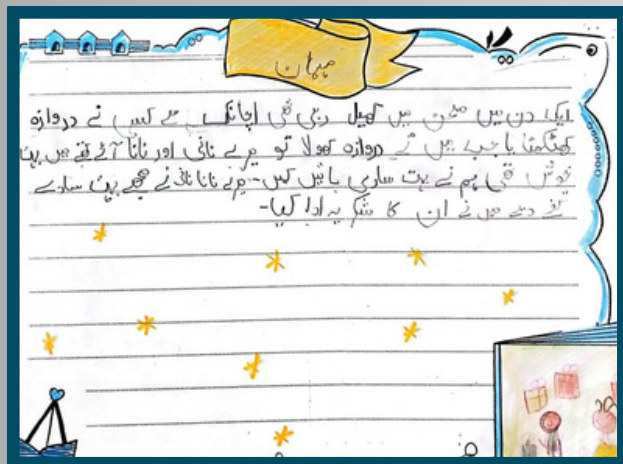 مہمان
ایک دن میں صحن میں کھیل رہی تھی اچانک سے کسی نے دروازہ
کھٹکھٹایا جب میں نے دروازہ کھولا تو میرے نانی اور نانا آئے تھے میں بہت
خوش تھی ہم نے بہت ساری باتیں کیں۔ میرے نانا نانی نے مجھے بہت سارے
تحفے دیے میں نے ان کا شکریہ ادا کیا۔